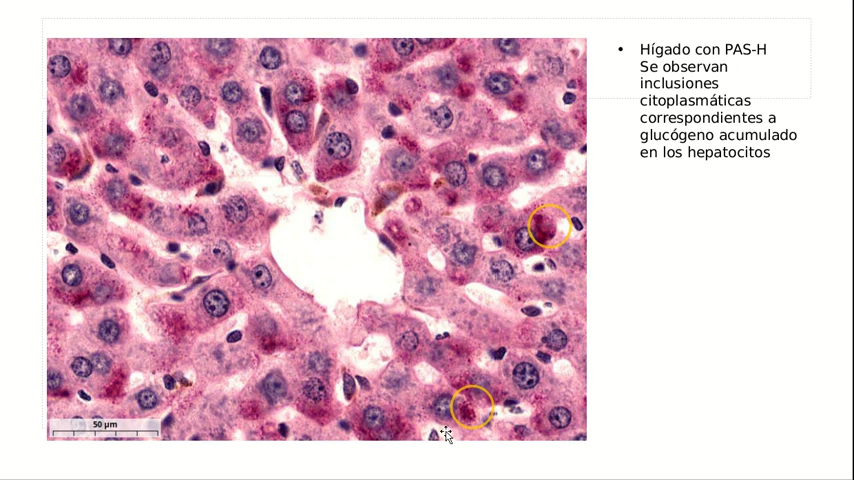 Hígado con PAS-H
Se observan
inclusiones
citoplasmáticas
correspondientes a
glucógeno acumulado
en los hepatocitos
50 µm